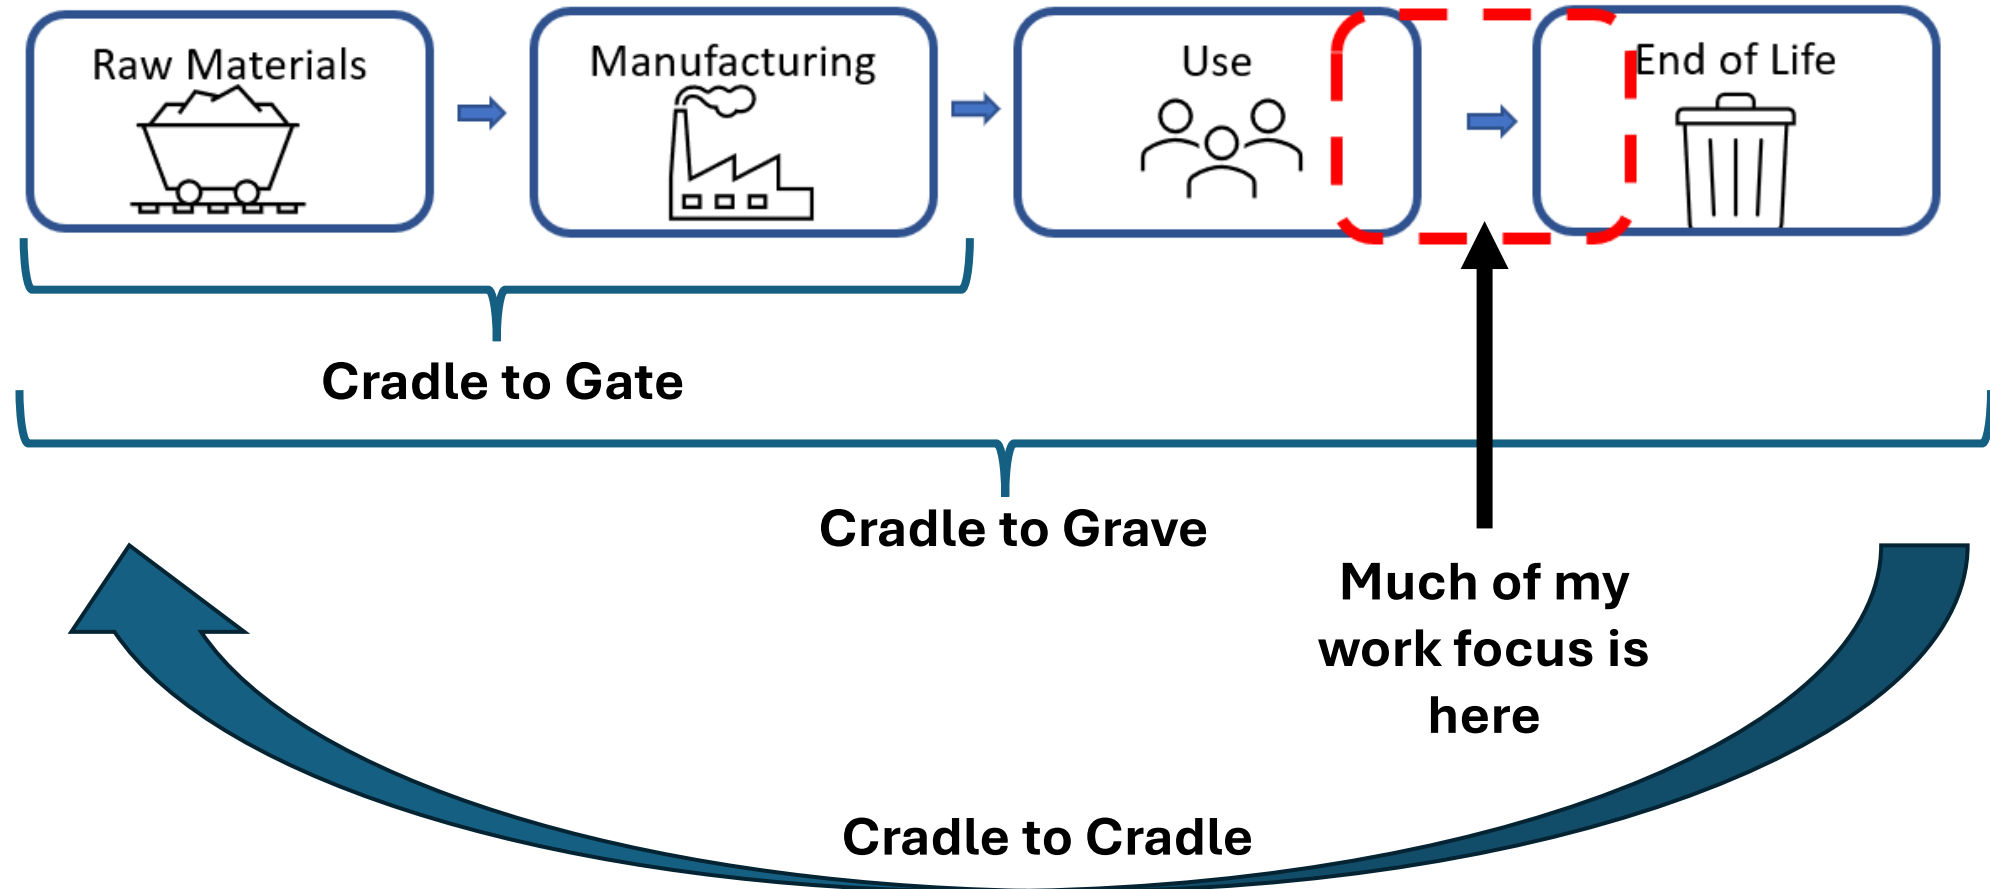 Raw Materials
Manufacturing
Use
End of Life
Cradle to Gate
Cradle to Grave
Much of my
work focus is
here
Cradle to Cradle